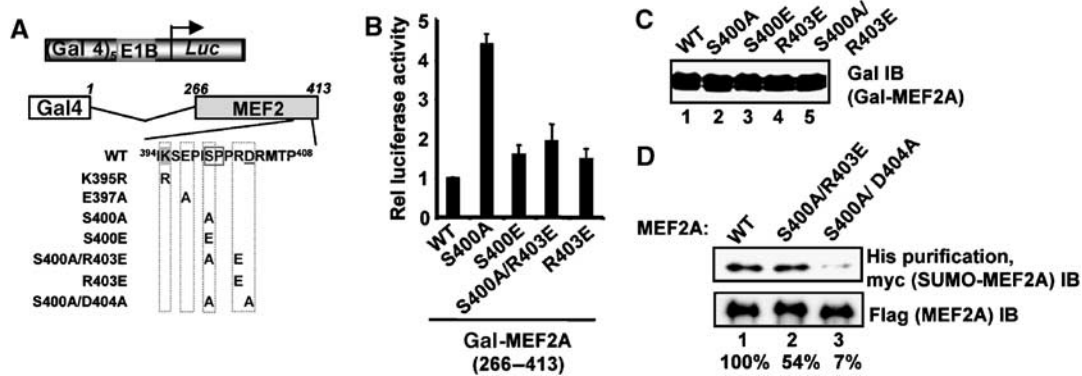 A
(Gal 4)5 E1B Luc
1 266 413
Gal4 MEF2
WT 394IKSEPISPPRDRMTP408
K395R R
E397A A
S400A A
S400E E
S400A/R403E A E
R403E E
S400A/D404A A A
B
Rel luciferase activity
5
4
3
2
1
0
WT
S400A
S400E
S400A/R403E
R403E
Gal-MEF2A
(266–413)
C
WT
S400A
S400E
R403E
S400A/
R403E
Gal IB
(Gal-MEF2A)
1 2 3 4 5
D
MEF2A:
WT
S400A/R403E
S400A/ D404A
His purification,
myc (SUMO-MEF2A) IB
Flag (MEF2A) IB
1 2 3
100% 54% 7%